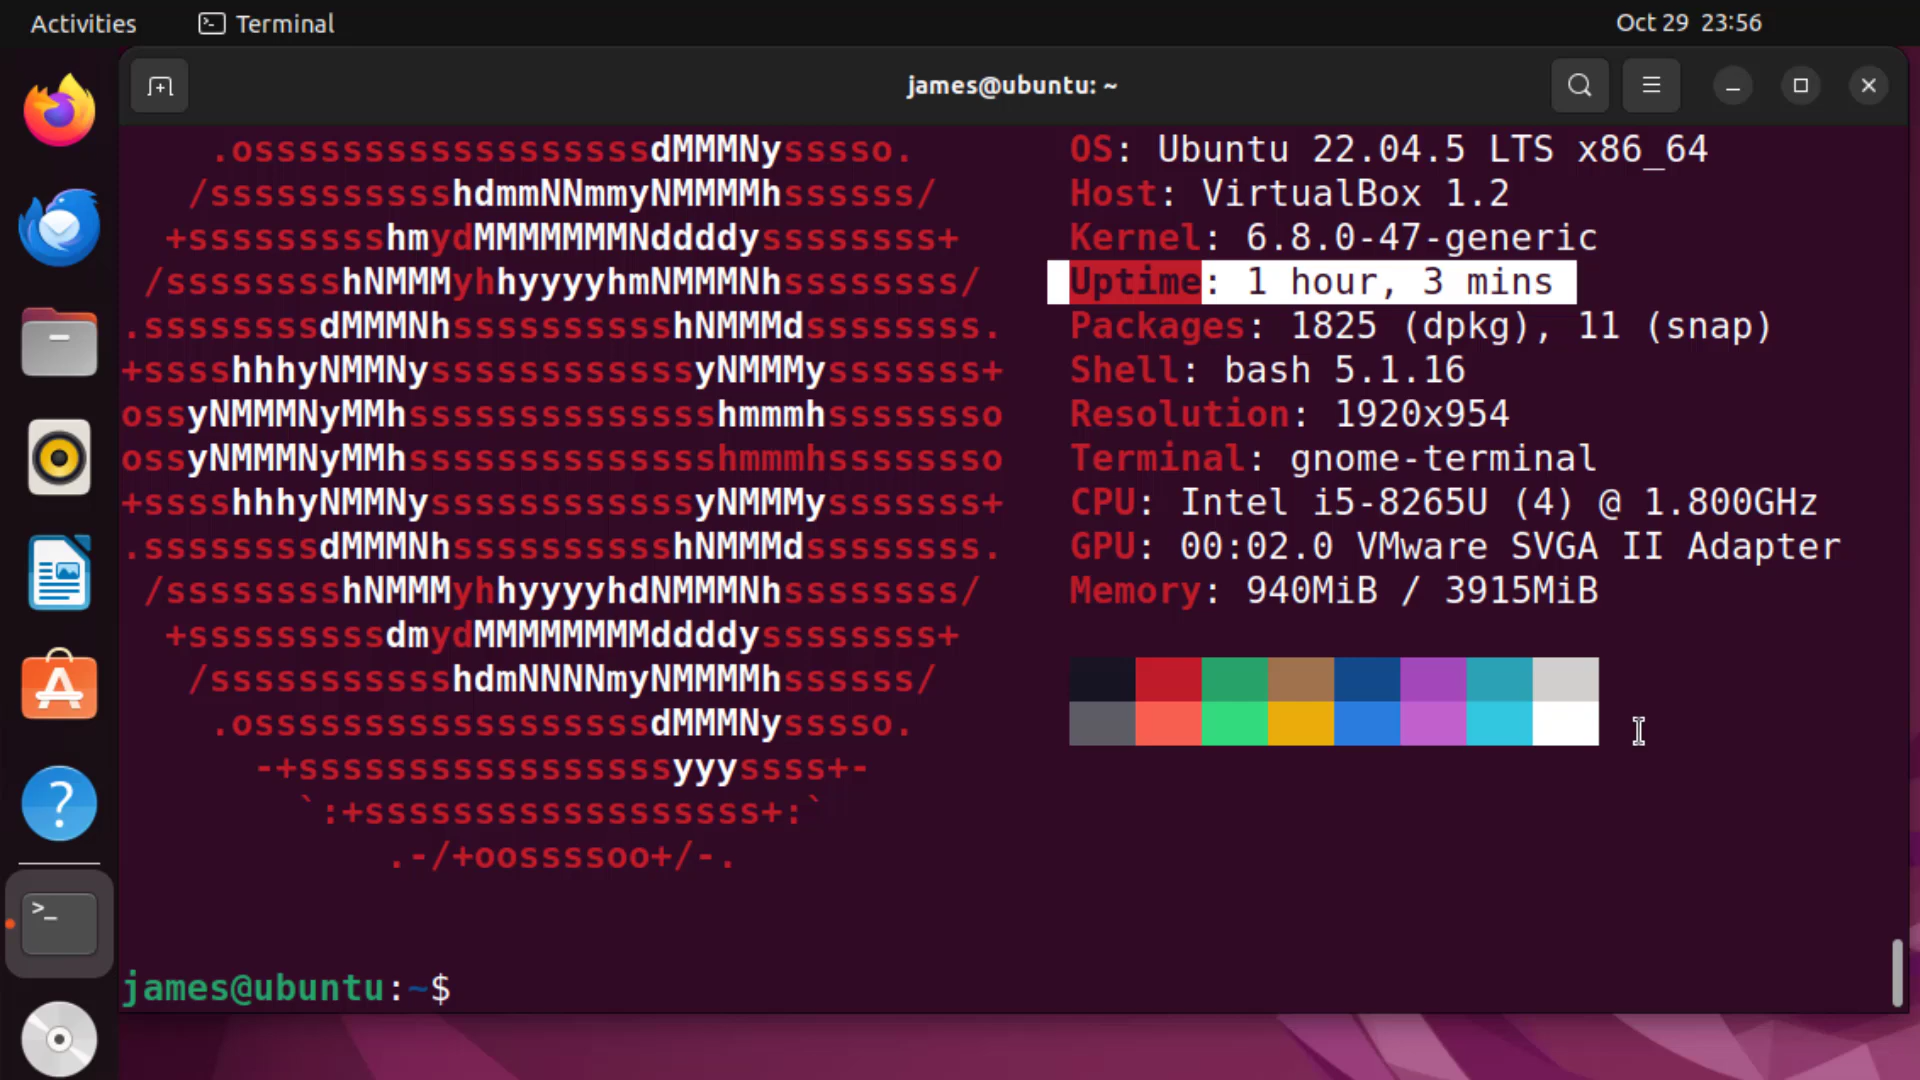 Activities Terminal Oct 29 23:56
james@ubuntu: ~
.ossssssssssssssssssdMMMNysssso. OS: Ubuntu 22.04.5 LTS x86_64
/ssssssssssshdmmNNmmyNMMMMhssssss/ Host: VirtualBox 1.2
+ssssssssshmydMMMMMMMNddddyssssssss+ Kernel: 6.8.0-47-generic
/sssssssshNMMMyhhyyyyhmNMMMNhssssssss/ Uptime: 1 hour, 3 mins
.ssssssssdMMMNhsssssssssshNMMMdssssssss. Packages: 1825 (dpkg), 11 (snap)
+sssshhhyNMMNyssssssssssssyNMMMysssssss+ Shell: bash 5.1.16
ossyNMMMNyMMhsssssssssssssshmmmhssssssso Resolution: 1920x954
ossyNMMMNyMMhsssssssssssssshmmmhssssssso Terminal: gnome-terminal
+sssshhhyNMMNyssssssssssssyNMMMysssssss+ CPU: Intel i5-8265U (4) @ 1.800GHz
.ssssssssdMMMNhsssssssssshNMMMdssssssss. GPU: 00:02.0 VMware SVGA II Adapter
/sssssssshNMMMyhhyyyyhdNMMMNhssssssss/ Memory: 940MiB / 3915MiB
+sssssssssdmydMMMMMMMMddddyssssssss+
/ssssssssssshdmNNNNmyNMMMMhssssss/
.ossssssssssssssssssdMMMNysssso.
-+sssssssssssssssssyyyssss+-
`:+ssssssssssssssssss+:`
.-/+oossssoo+/-.
james@ubuntu:~$